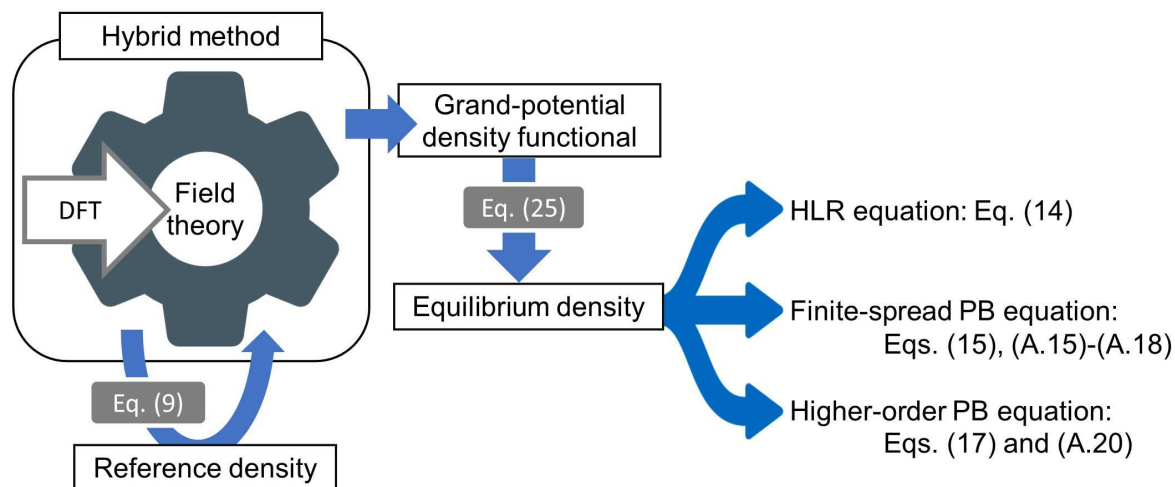 Hybrid method
DFT
Field
theory
Eq. (9)
Reference density
Grand-potential
density functional
Eq. (25)
Equilibrium density
HLR equation: Eq. (14)
Finite-spread PB equation:
Eqs. (15), (A.15)-(A.18)
Higher-order PB equation:
Eqs. (17) and (A.20)